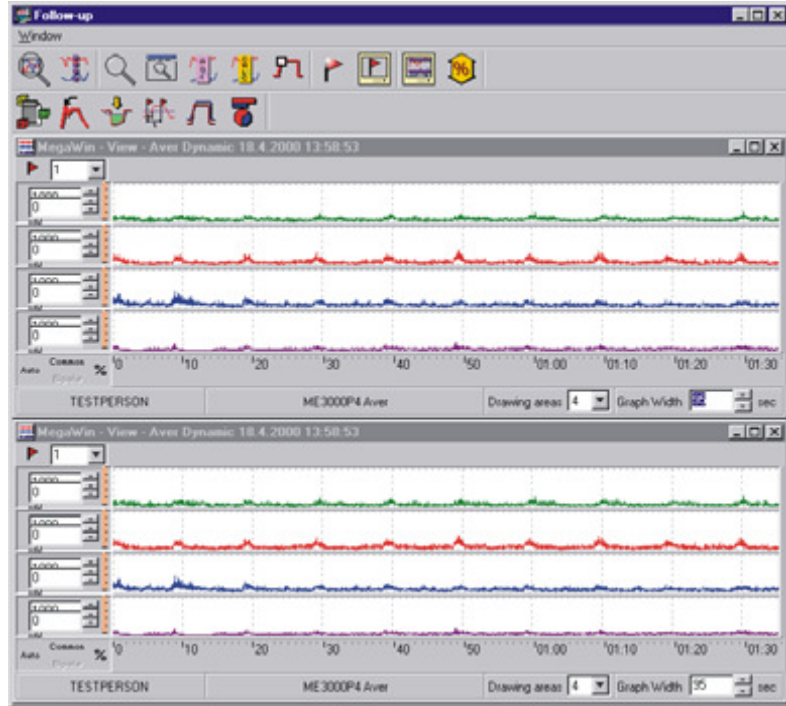 Follow-up
Window
%
MegaWin - View - Aver Dynamic 18.4.2000 13:58:53
1
1000
0
1000
0
1000
0
1000
0
Auto Common %
'0 '10 '20 '30 '40 '50 '01:00 '01:10 '01:20 '01:30
TESTPERSON ME3000P4 Aver Drawing areas 4 Graph Width sec
MegaWin - View - Aver Dynamic 18.4.2000 13:58:53
1
1000
0
1000
0
1000
0
1000
0
Auto Common %
'0 '10 '20 '30 '40 '50 '01:00 '01:10 '01:20 '01:30
TESTPERSON ME3000P4 Aver Drawing areas 4 Graph Width 95 sec